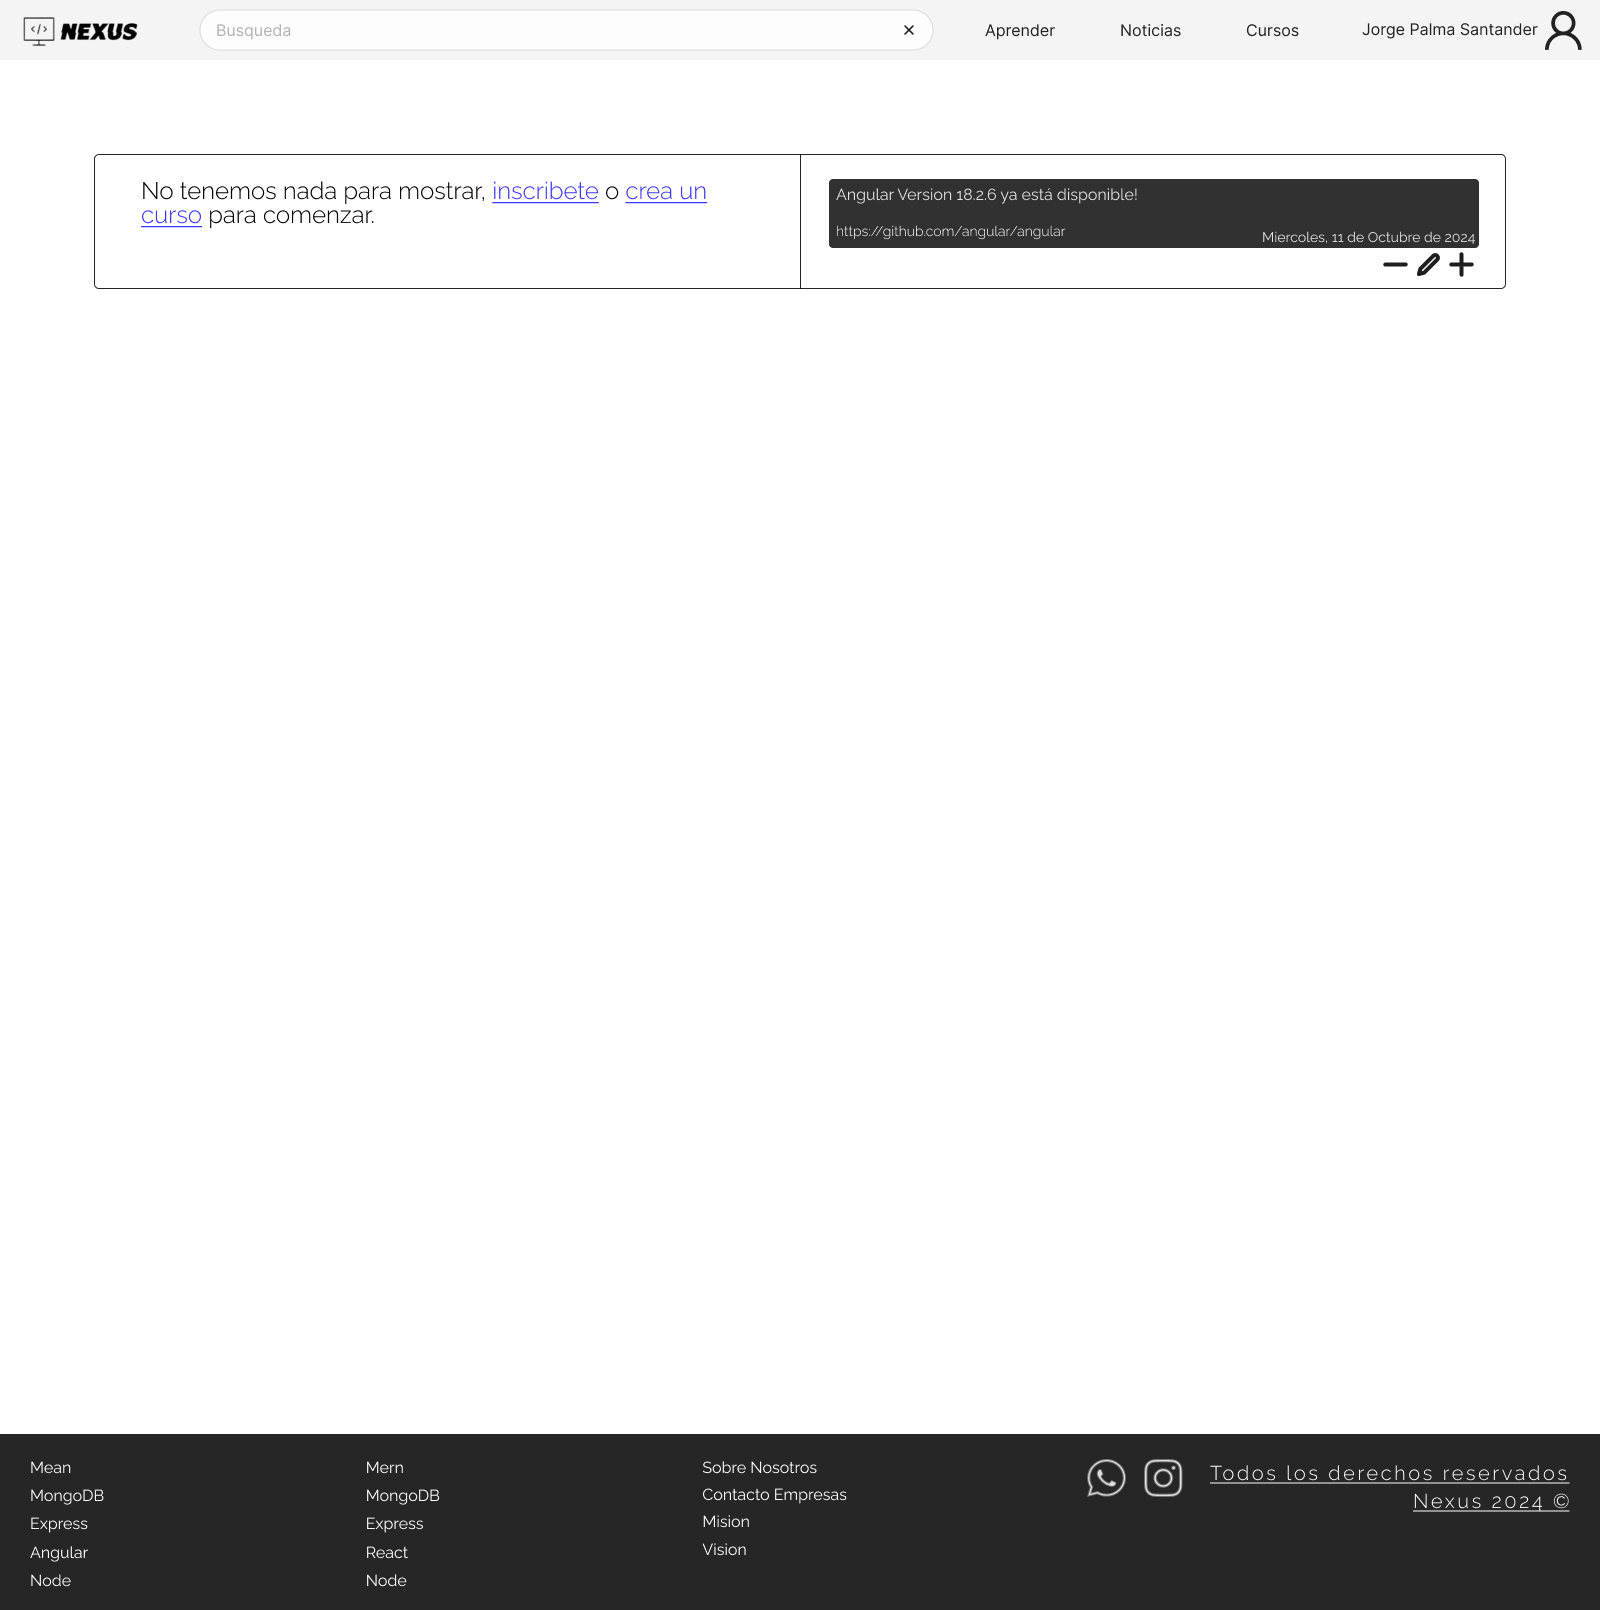 </> NEXUS
Busqueda
Aprender
Noticias
Cursos
Jorge Palma Santander
No tenemos nada para mostrar, inscribete o crea un
curso para comenzar.
Angular Version 18.2.6 ya está disponible!
https://github.com/angular/angular
Miercoles, 11 de Octubre de 2024
Mean
MongoDB
Express
Angular
Node
Mern
MongoDB
Express
React
Node
Sobre Nosotros
Contacto Empresas
Mision
Vision
Todos los derechos reservados
Nexus 2024 ©